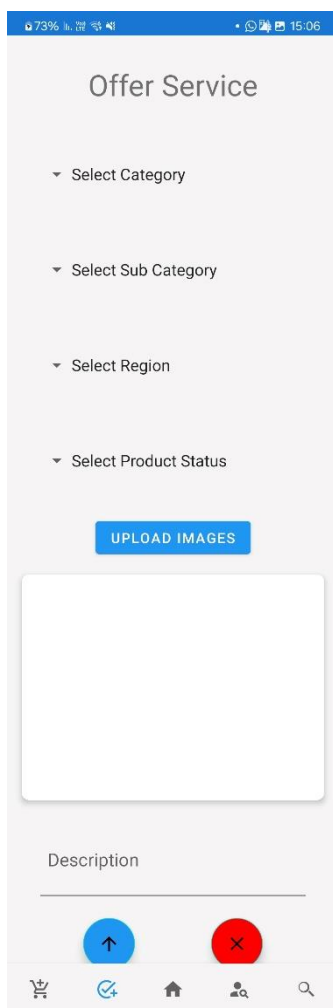 73%
15:06
Offer Service
Select Category
Select Sub Category
Select Region
Select Product Status
UPLOAD IMAGES
Description